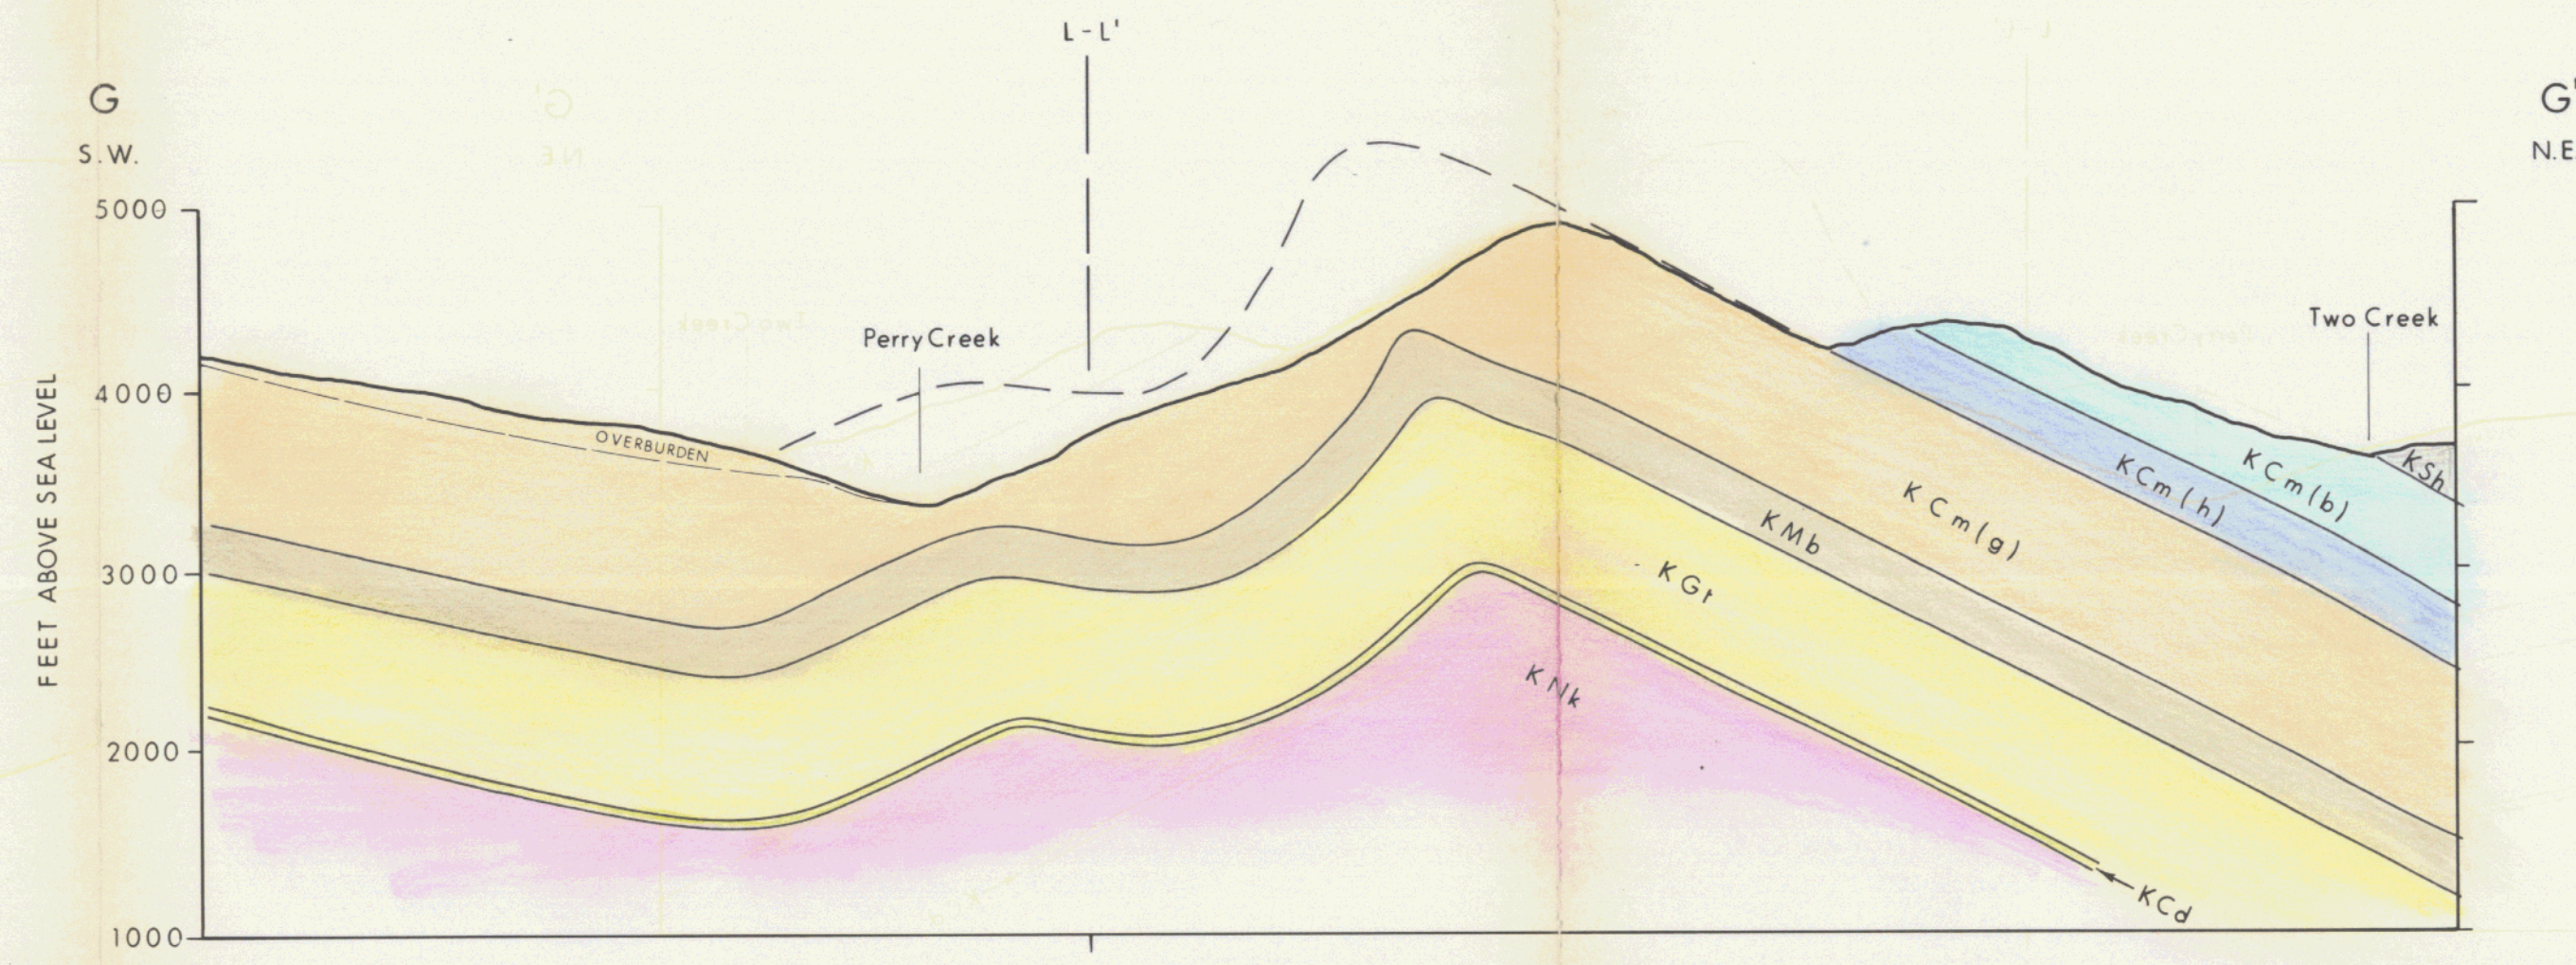 L-L'
G
G'
S.W.
N.E
5000
4000
3000
2000
1000
FEET ABOVE SEA LEVEL
Perry Creek
Two Creek
OVERBURDEN
KSh
KCm(b)
KCm(h)
KCm(g)
KMb
KGt
KNk
KCd